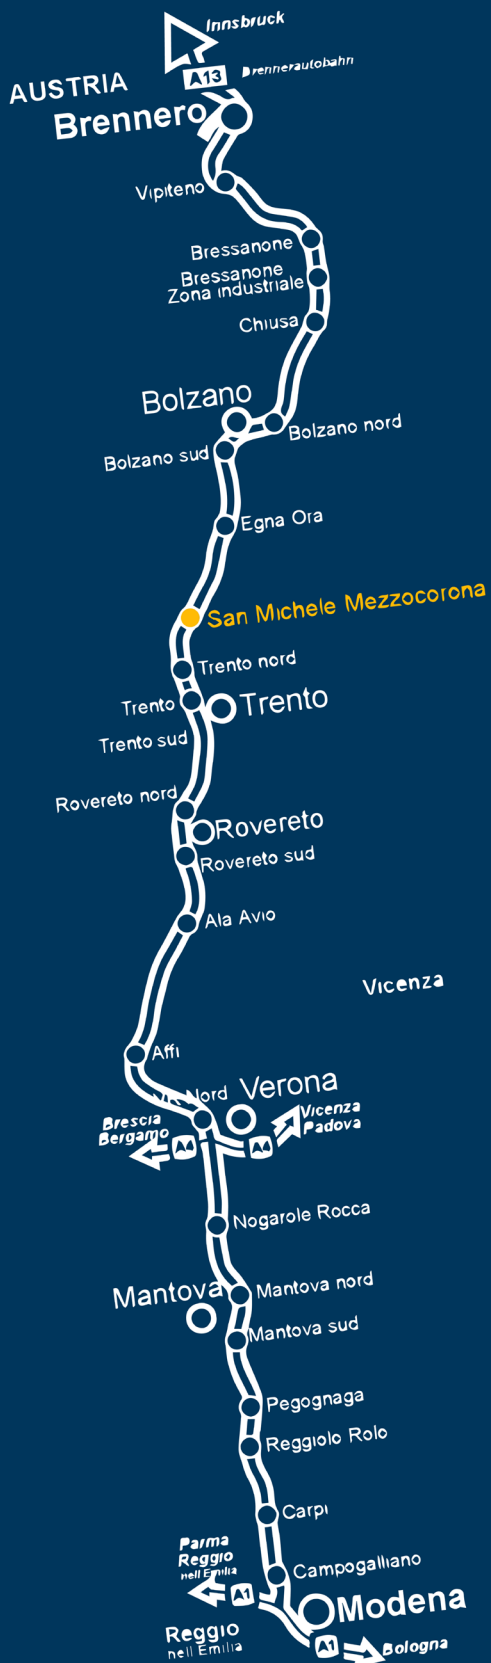 Innsbruck
A13 Brennerautobahn
AUSTRIA
Brennero
Vipiteno
Bressanone
Bressanone
Zona industriale
Chiusa
Bolzano
Bolzano nord
Bolzano sud
Egna Ora
San Michele Mezzocorona
Trento nord
Trento
Trento
Trento sud
Rovereto nord
Rovereto
Rovereto sud
Ala Avio
Vicenza
Affi
VR Nord
Verona
Brescia
Bergamo
A4
A4
Vicenza
Padova
Nogarole Rocca
Mantova
Mantova nord
Mantova sud
Pegognaga
Reggiolo Rolo
Carpi
Parma
Reggio
nell Emilia
Campogalliano
A1
Modena
Reggio
nell Emilia
A1
Bologna